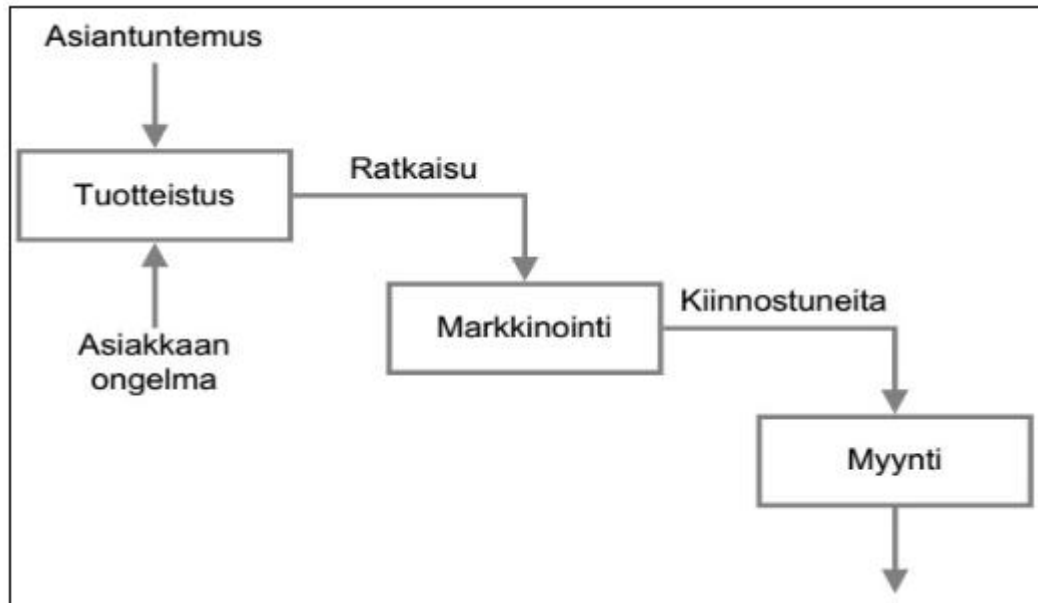 Asiantuntemus
Tuotteistus
Ratkaisu
Asiakkaan
ongelma
Markkinointi
Kiinnostuneita
Myynti